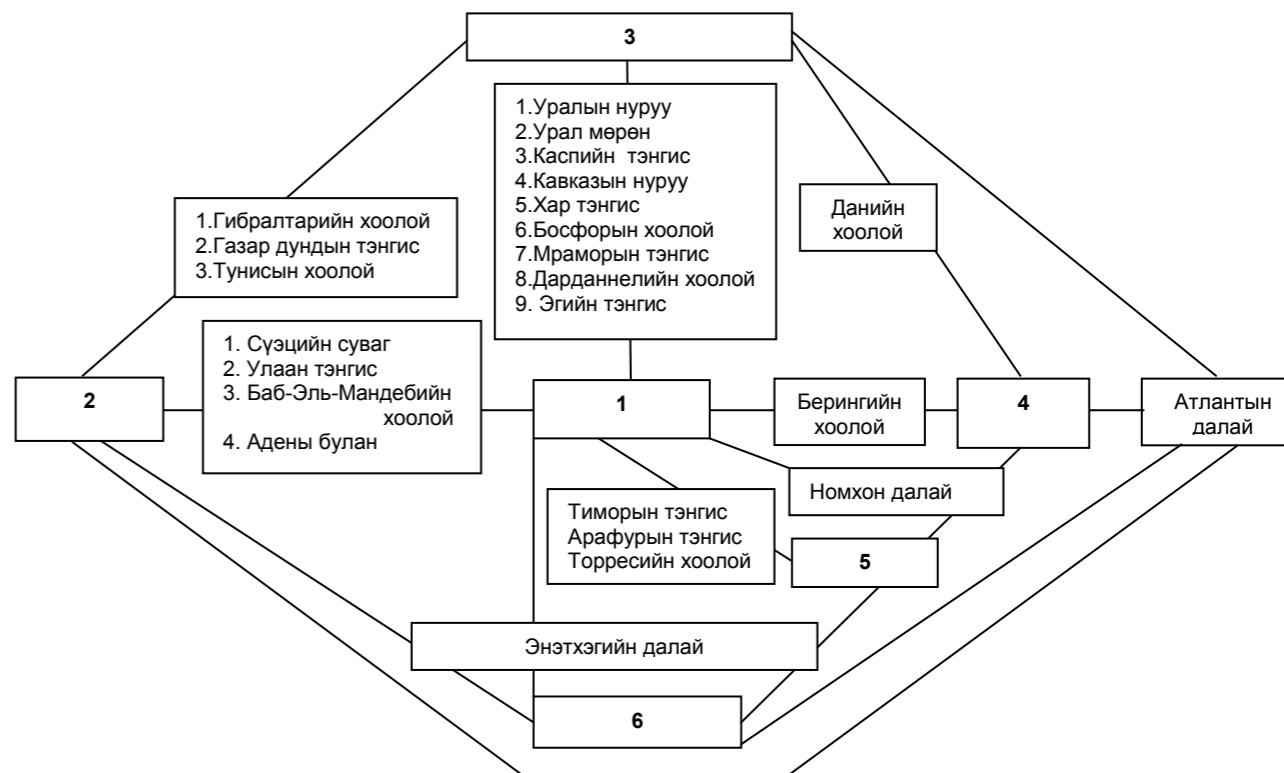 3
1.Уралын нуруу
2.Урал мөрөн
3.Каспийн тэнгис
4.Кавказын нуруу
5.Хар тэнгис
6.Босфорын хоолой
7.Мраморын тэнгис
8.Дарданнелийн хоолой
9. Эгийн тэнгис
1.Гибралтарийн хоолой
2.Газар дундын тэнгис
3.Тунисын хоолой
Данийн
хоолой
1. Сүэцийн суваг
2. Улаан тэнгис
3. Баб-Эль-Мандебийн
хоолой
4. Адены булан
2
1
Берингийн
хоолой
4
Атлантын
далай
Номхон далай
Тиморын тэнгис
Арафурын тэнгис
Торресийн хоолой
5
Энэтхэгийн далай
6